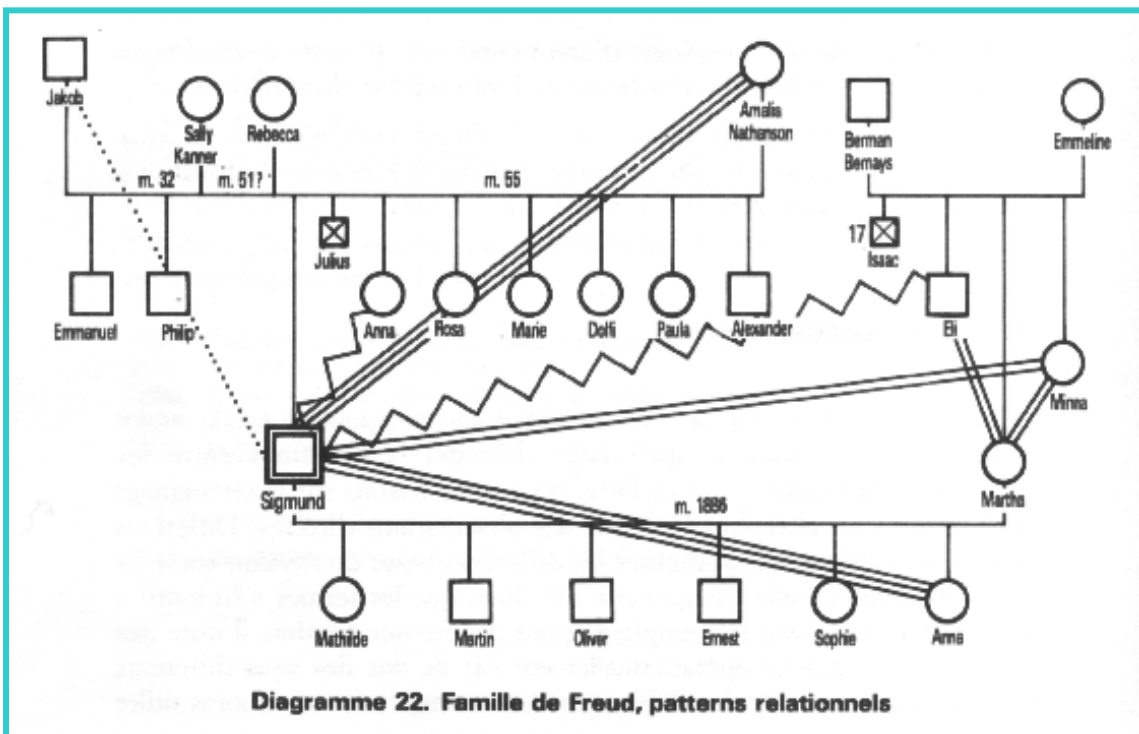 Jakob
Sally
Kanner
Rebecca
Amalia
Nathanson
Berman
Bernays
Emmeline
m. 32
m. 51?
m. 55
Julius
17
Isaac
Emmanuel
Philip
Anna
Rosa
Marie
Dolfi
Paula
Alexander
Eli
Minna
Sigmund
Martha
m. 1886
Mathilde
Martin
Oliver
Ernest
Sophie
Anna
Diagramme 22. Famille de Freud, patterns relationnels